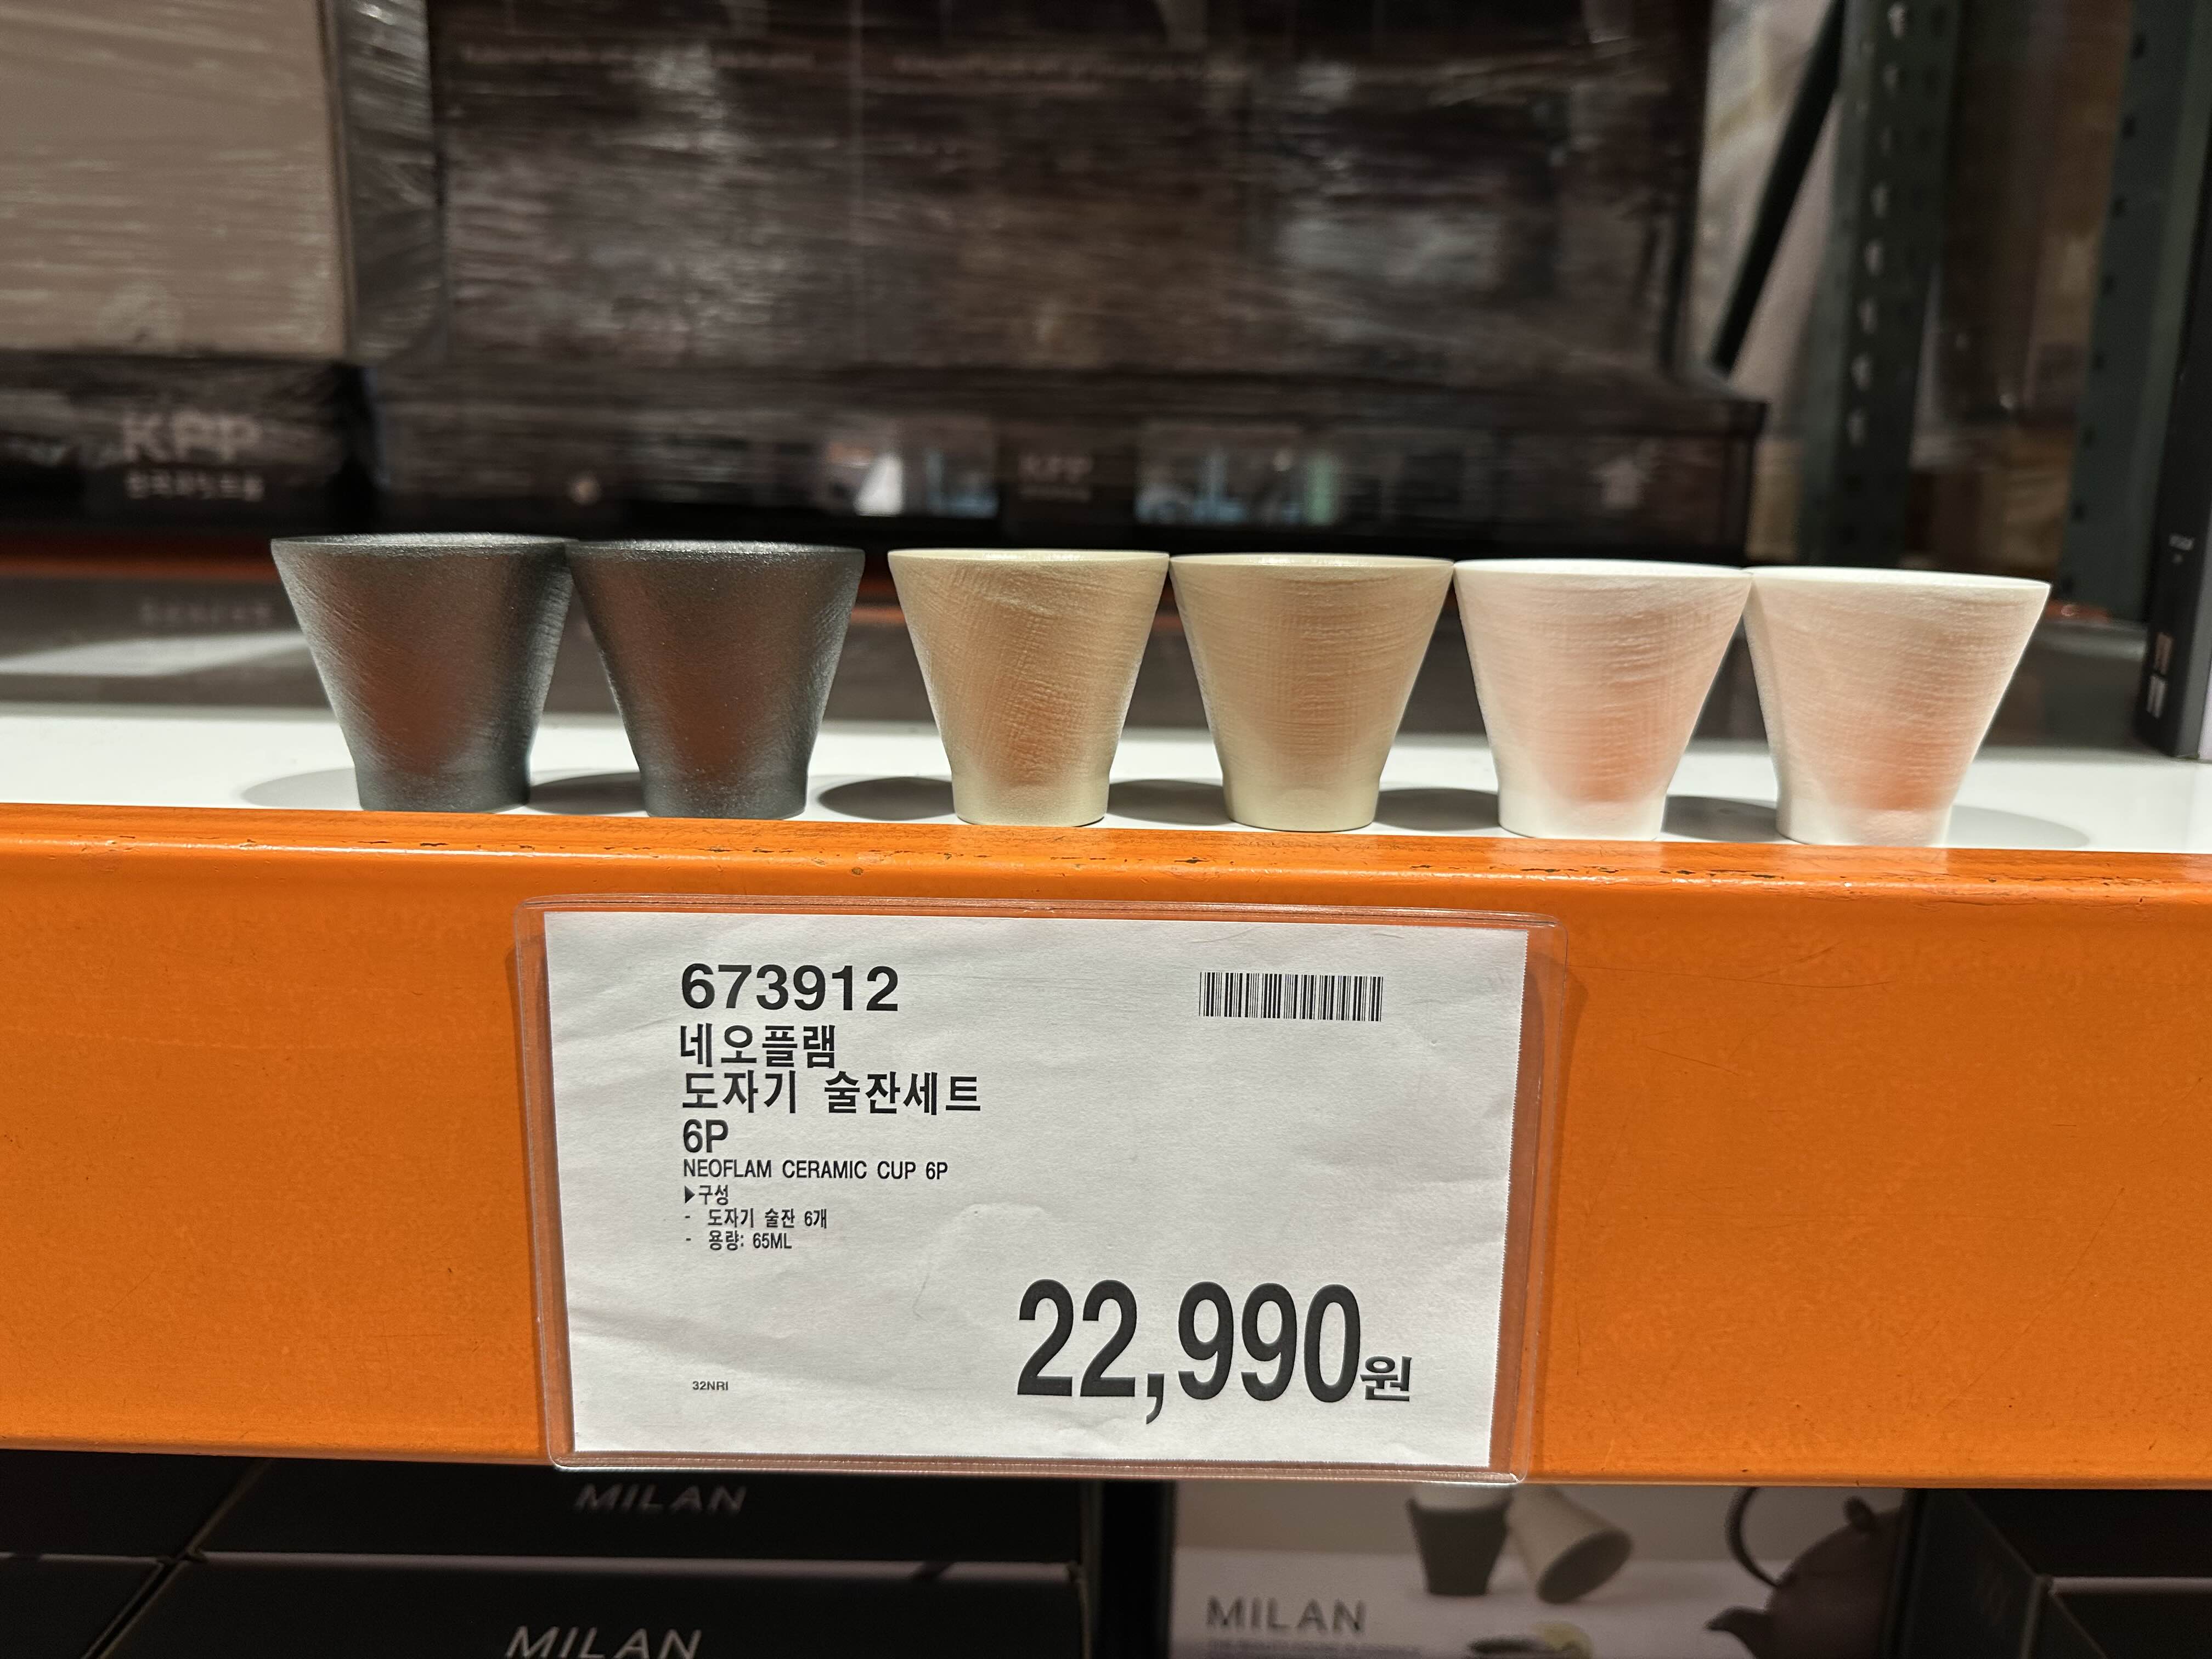 KPP
KPP
673912
네오플램
도자기 술잔세트
6P
NEOFLAM CERAMIC CUP 6P
▶구성
- 도자기 술잔 6개
- 용량: 65ML
22,990원
32NRI
MILAN
MILAN
MILAN